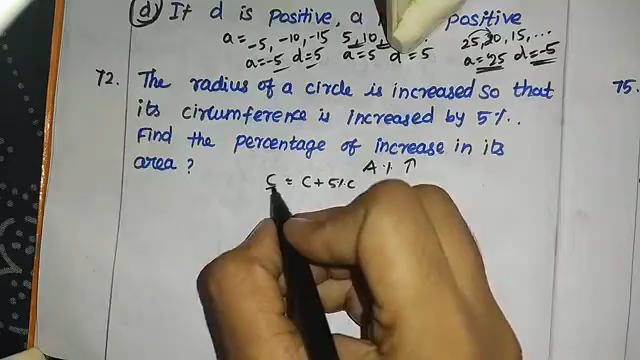 (d) If d is positive, a positive
a = -5, -10, -15 5, 10, 25, 20, 15, ...
a = -5 d = 5 a = 5 d = 5 a = 25 d = -5
72. The radius of a circle is increased so that 75.
its circumference is increased by 5%.
Find the percentage of increase in its
area? A % ↑
C = C + 5% C